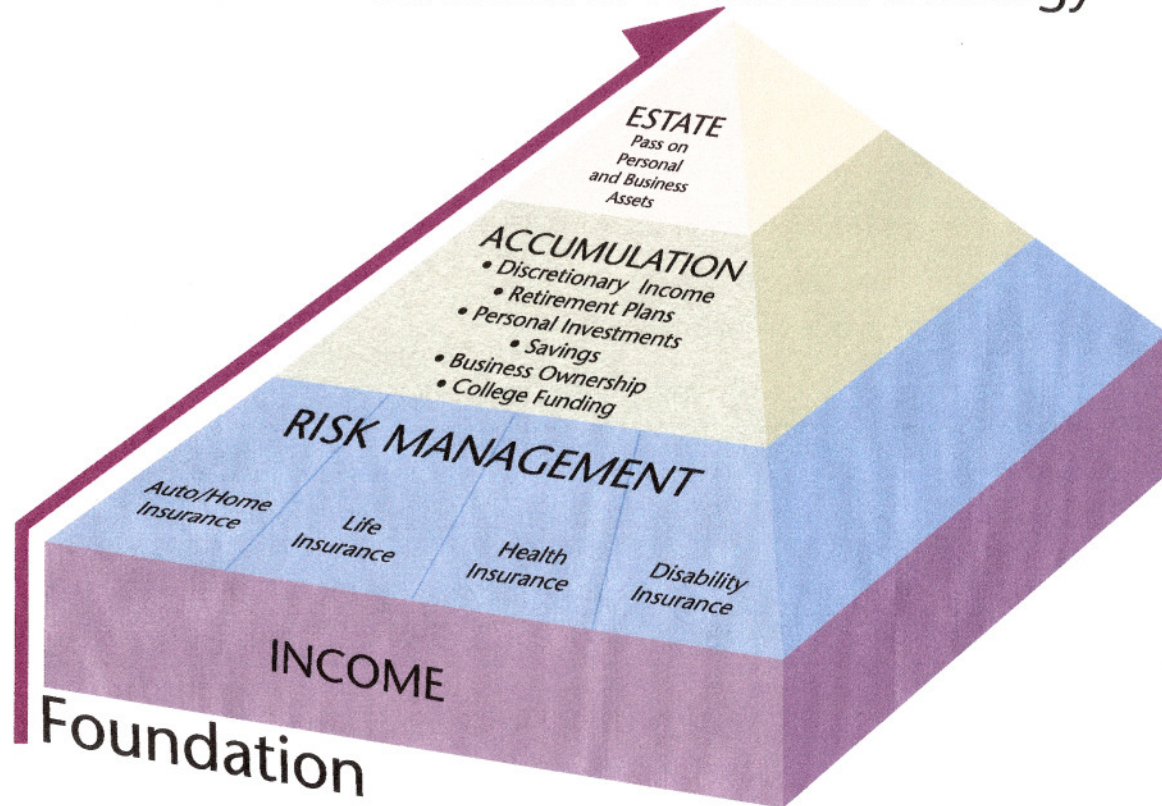 ESTATE
Pass on
Personal
and Business
Assets
ACCUMULATION
• Discretionary Income
• Retirement Plans
• Personal Investments
• Savings
• Business Ownership
• College Funding
RISK MANAGEMENT
Auto/Home
Insurance
Life
Insurance
Health
Insurance
Disability
Insurance
INCOME
Foundation